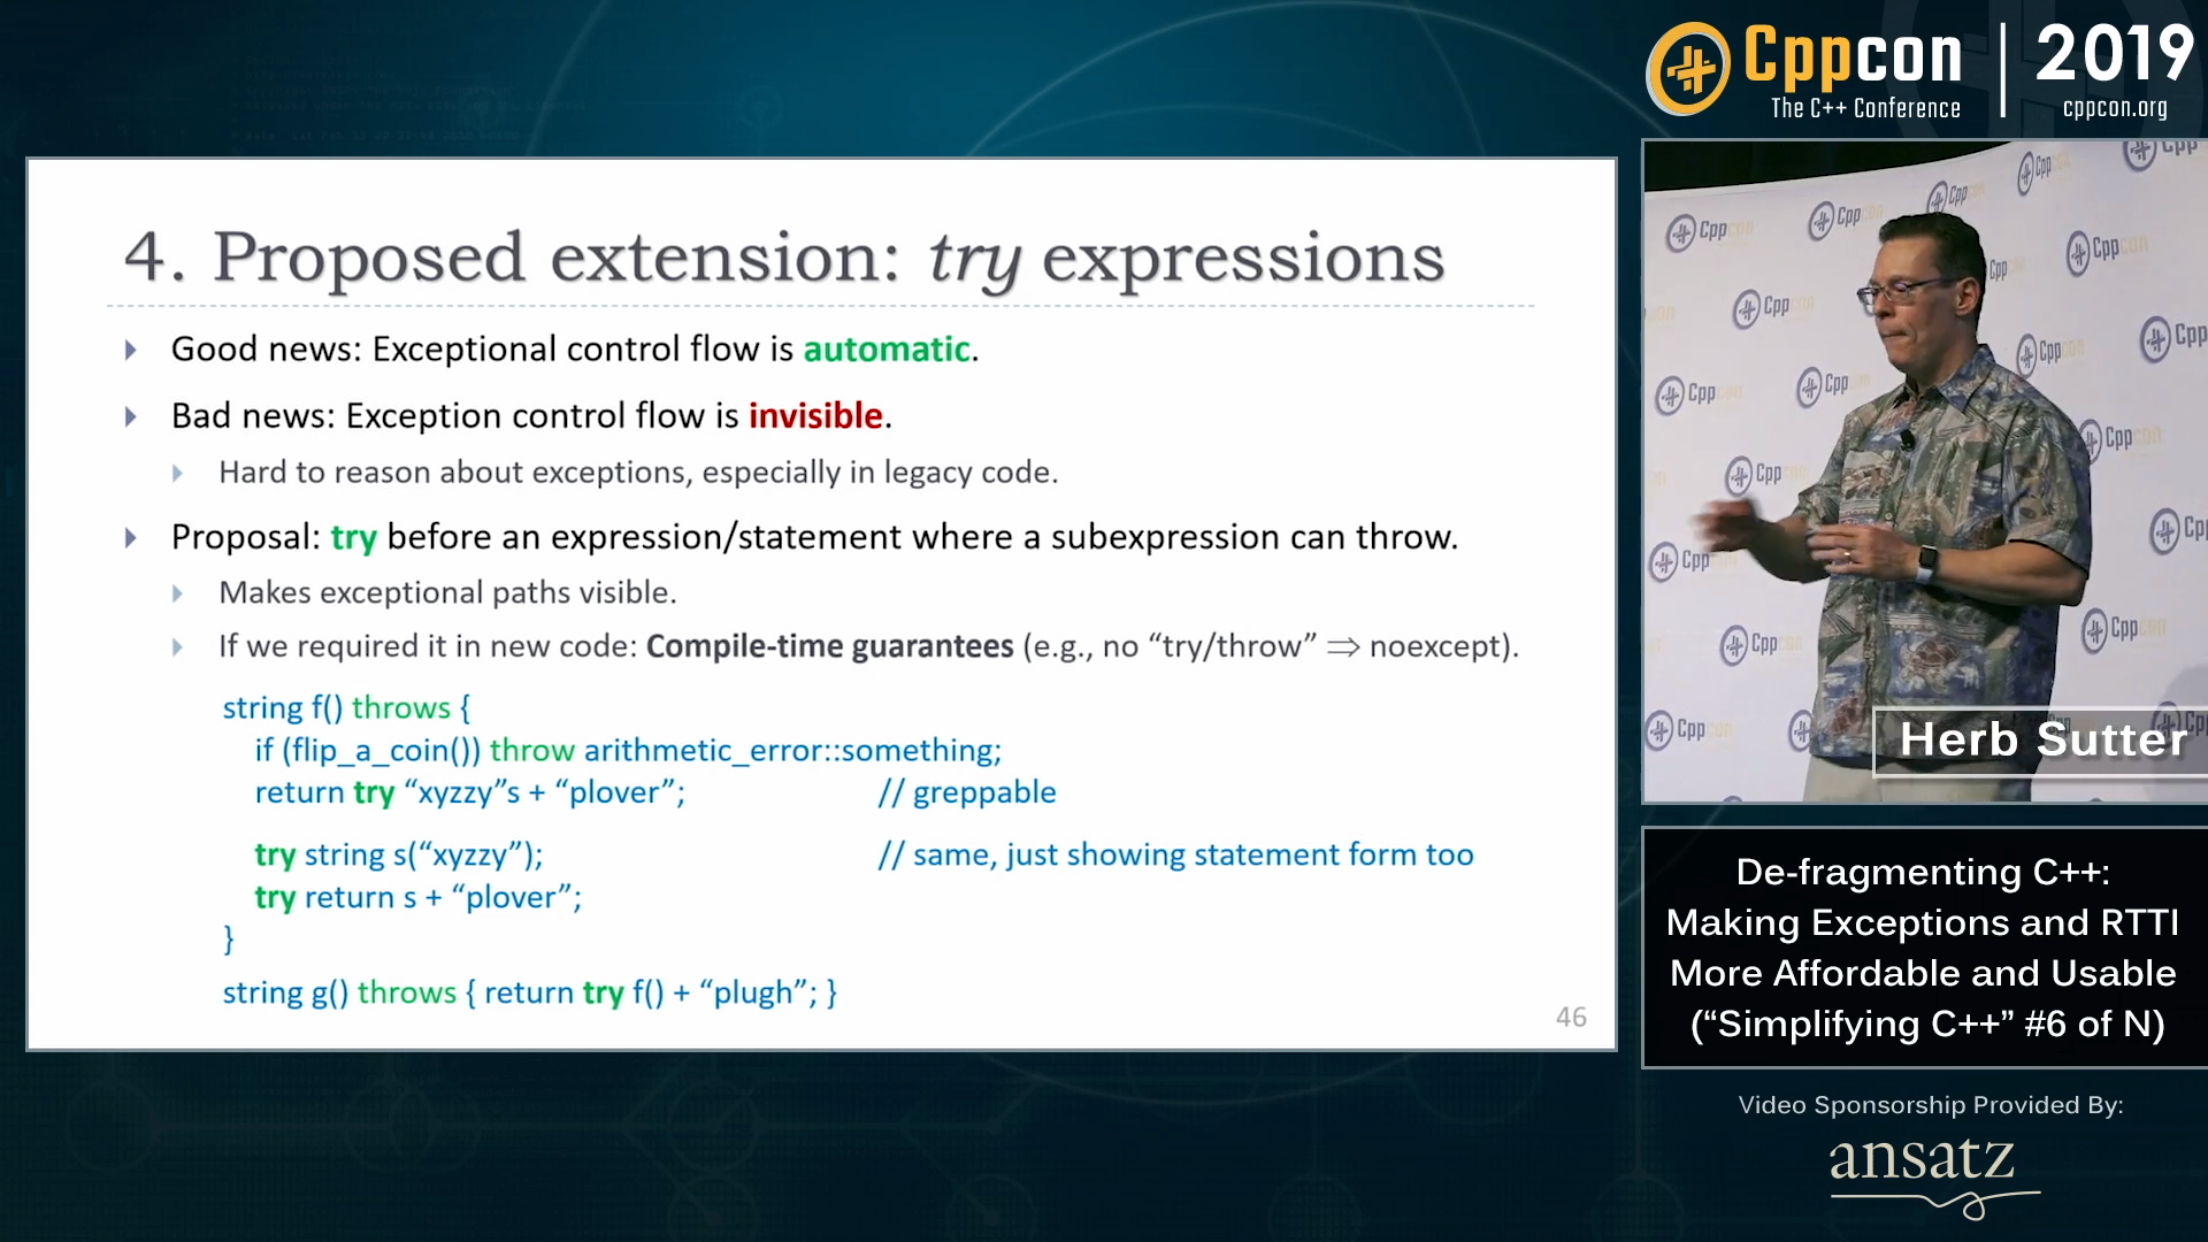 Cppcon | 2019
The C++ Conference
cppcon.org
4. Proposed extension: try expressions
Good news: Exceptional control flow is automatic.
Bad news: Exception control flow is invisible.
Hard to reason about exceptions, especially in legacy code.
Proposal: try before an expression/statement where a subexpression can throw.
Makes exceptional paths visible.
If we required it in new code: Compile-time guarantees (e.g., no “try/throw” ⇒ noexcept).
string f() throws {
if (flip_a_coin()) throw arithmetic_error::something;
return try “xyzzy”s + “plover”; // greppable
try string s(“xyzzy”); // same, just showing statement form too
try return s + “plover”;
}
string g() throws { return try f() + “plugh”; }
46
Herb Sutter
De-fragmenting C++:
Making Exceptions and RTTI
More Affordable and Usable
(“Simplifying C++” #6 of N)
Video Sponsorship Provided By:
ansatz